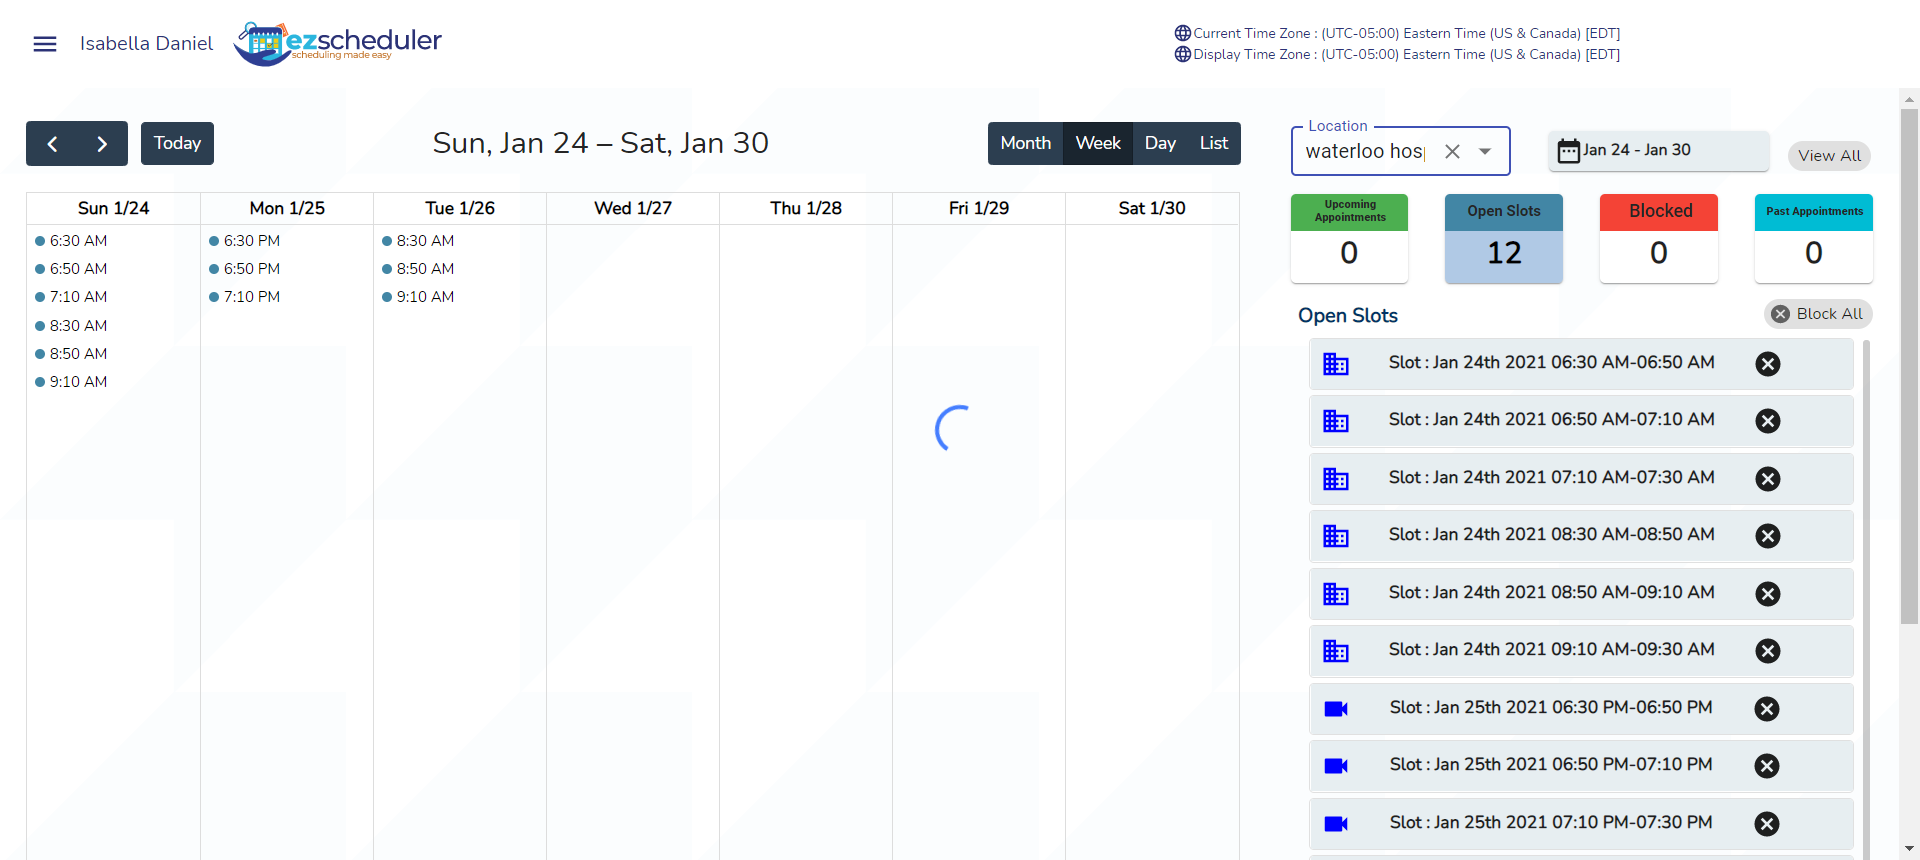 Isabella Daniel
ezscheduler
scheduling made easy
Current Time Zone : (UTC-05:00) Eastern Time (US & Canada) [EDT]
Display Time Zone : (UTC-05:00) Eastern Time (US & Canada) [EDT]
Today
Sun, Jan 24 – Sat, Jan 30
Month Week Day List
Sun 1/24 Mon 1/25 Tue 1/26 Wed 1/27 Thu 1/28 Fri 1/29 Sat 1/30
6:30 AM 6:30 PM 8:30 AM
6:50 AM 6:50 PM 8:50 AM
7:10 AM 7:10 PM 9:10 AM
8:30 AM
8:50 AM
9:10 AM
Location
waterloo hos
Jan 24 - Jan 30
View All
Upcoming
Appointments
0
Open Slots
12
Blocked
0
Past Appointments
0
Open Slots
Block All
Slot : Jan 24th 2021 06:30 AM-06:50 AM
Slot : Jan 24th 2021 06:50 AM-07:10 AM
Slot : Jan 24th 2021 07:10 AM-07:30 AM
Slot : Jan 24th 2021 08:30 AM-08:50 AM
Slot : Jan 24th 2021 08:50 AM-09:10 AM
Slot : Jan 24th 2021 09:10 AM-09:30 AM
Slot : Jan 25th 2021 06:30 PM-06:50 PM
Slot : Jan 25th 2021 06:50 PM-07:10 PM
Slot : Jan 25th 2021 07:10 PM-07:30 PM